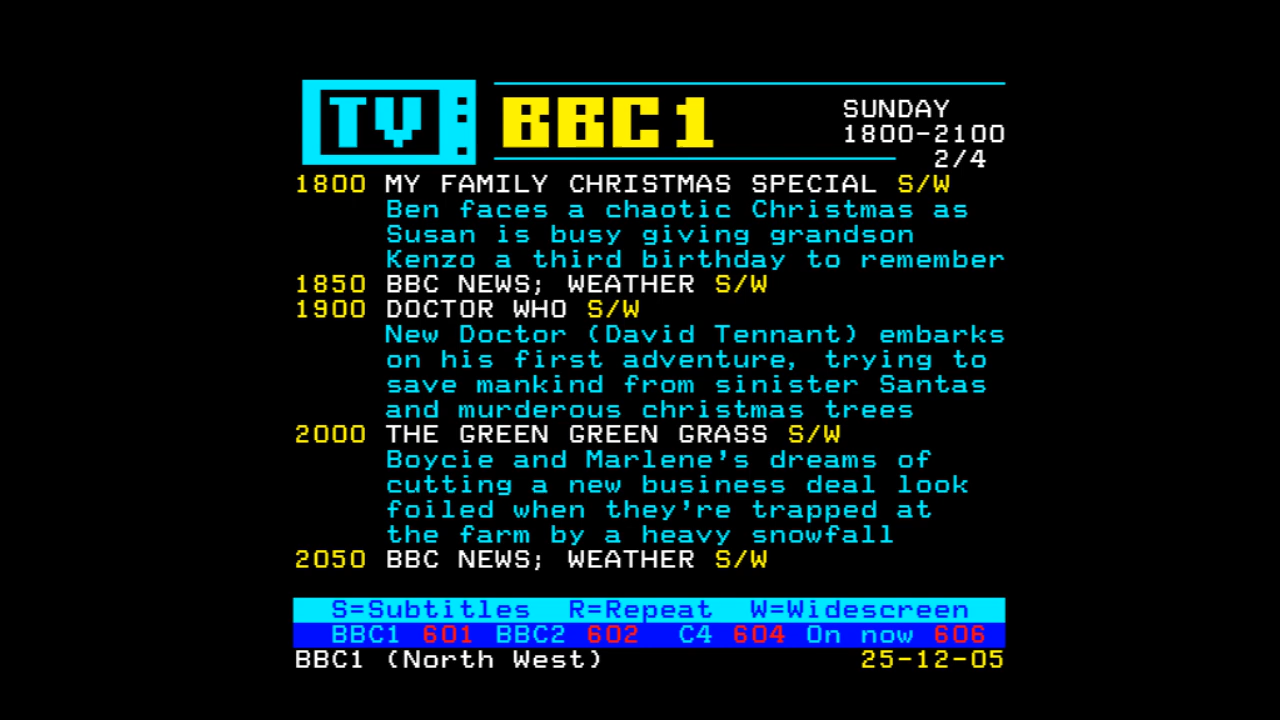 TV: BBC1 SUNDAY
1800-2100
2/4
1800 MY FAMILY CHRISTMAS SPECIAL S/W
Ben faces a chaotic Christmas as
Susan is busy giving grandson
Kenzo a third birthday to remember
1850 BBC NEWS; WEATHER S/W
1900 DOCTOR WHO S/W
New Doctor (David Tennant) embarks
on his first adventure, trying to
save mankind from sinister Santas
and murderous christmas trees
2000 THE GREEN GREEN GRASS S/W
Boycie and Marlene's dreams of
cutting a new business deal look
foiled when they're trapped at
the farm by a heavy snowfall
2050 BBC NEWS; WEATHER S/W
S=Subtitles R=Repeat W=Widescreen
BBC1 601 BBC2 602 C4 604 On now 606
BBC1 (North West) 25-12-05